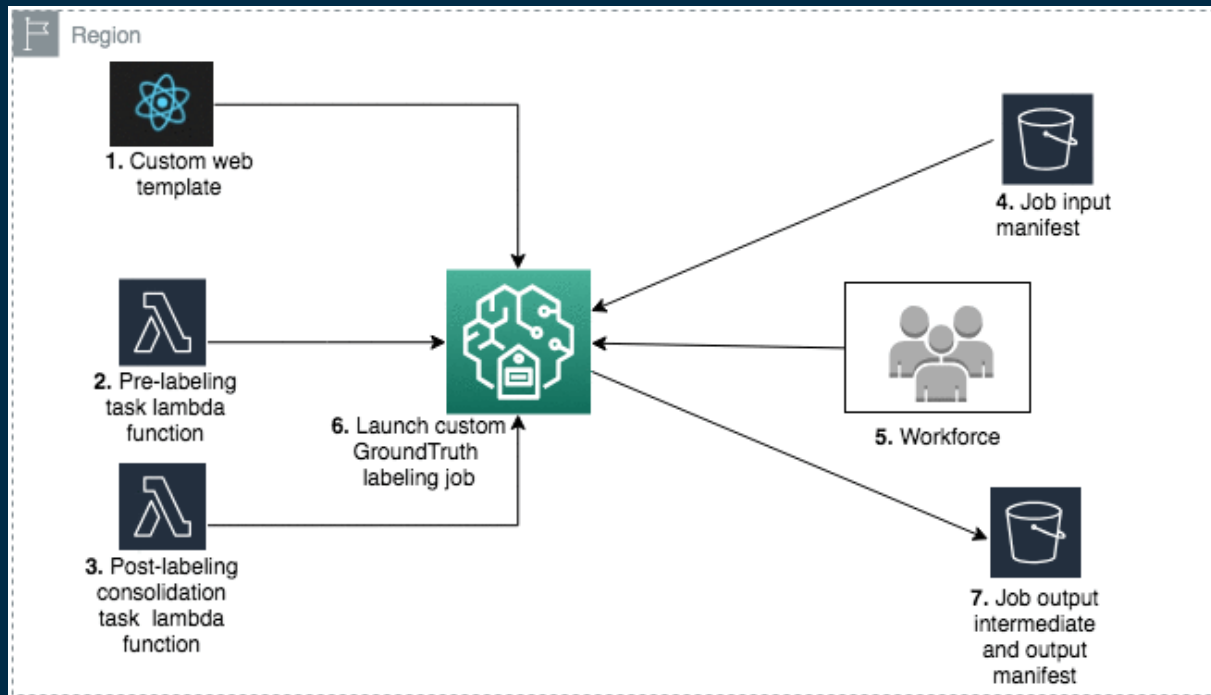 Region
1. Custom web
template
2. Pre-labeling
task lambda
function
3. Post-labeling
consolidation
task lambda
function
4. Job input
manifest
5. Workforce
6. Launch custom
GroundTruth
labeling job
7. Job output
intermediate
and output
manifest